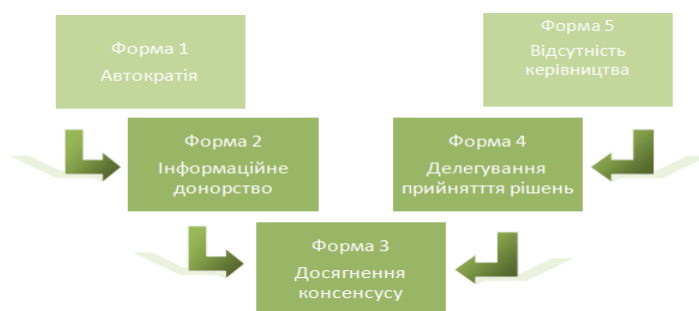 Форма 1
Автократія
Форма 5
Відсутність
керівництва
Форма 2
Інформаційне
донорство
Форма 4
Делегування
прийнятття рішень
Форма 3
Досягнення
консенсусу